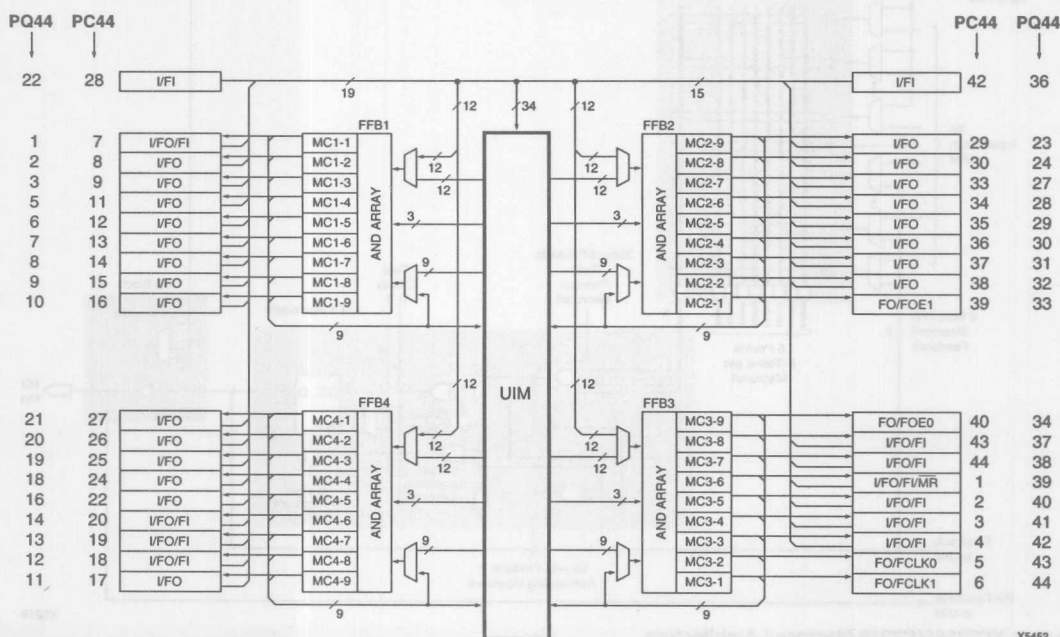 PQ44 PC44 PC44 PQ44
22 28 I/FI 19 15 I/FI 42 36
12 34 12
FFB1 FFB2
1 7 I/FO/FI MC1-1 MC2-9 I/FO 29 23
2 8 I/FO MC1-2 12 12 MC2-8 I/FO 30 24
3 9 I/FO MC1-3 12 12 MC2-7 I/FO 33 27
5 11 I/FO MC1-4 MC2-6 I/FO 34 28
6 12 I/FO MC1-5 3 3 MC2-5 I/FO 35 29
7 13 I/FO MC1-6 MC2-4 I/FO 36 30
8 14 I/FO MC1-7 9 9 MC2-3 I/FO 37 31
9 15 I/FO MC1-8 MC2-2 I/FO 38 32
10 16 I/FO MC1-9 MC2-1 FO/FOE1 39 33
AND ARRAY AND ARRAY
9 9
12 UIM 12
FFB4 FFB3
21 27 I/FO MC4-1 MC3-9 FO/FOE0 40 34
20 26 I/FO MC4-2 12 12 MC3-8 I/FO/FI 43 37
19 25 I/FO MC4-3 12 12 MC3-7 I/FO/FI 44 38
18 24 I/FO MC4-4 MC3-6 I/FO/FI/MR 1 39
16 22 I/FO MC4-5 3 3 MC3-5 I/FO/FI 2 40
14 20 I/FO/FI MC4-6 MC3-4 I/FO/FI 3 41
13 19 I/FO/FI MC4-7 MC3-3 I/FO/FI 4 42
12 18 I/FO/FI MC4-8 9 9 MC3-2 FO/FCLK0 5 43
11 17 I/FO MC4-9 MC3-1 FO/FCLK1 6 44
AND ARRAY AND ARRAY
9 9
X5452